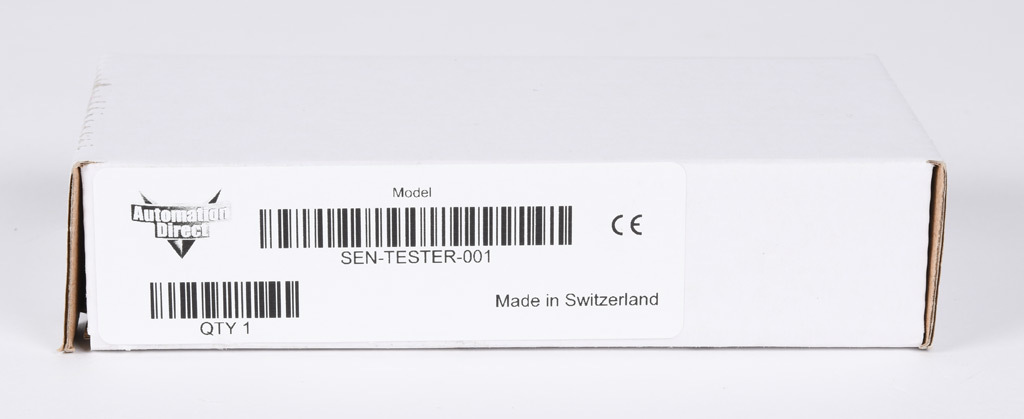 Automation
Direct
Model
SEN-TESTER-001
CE
QTY 1
Made in Switzerland